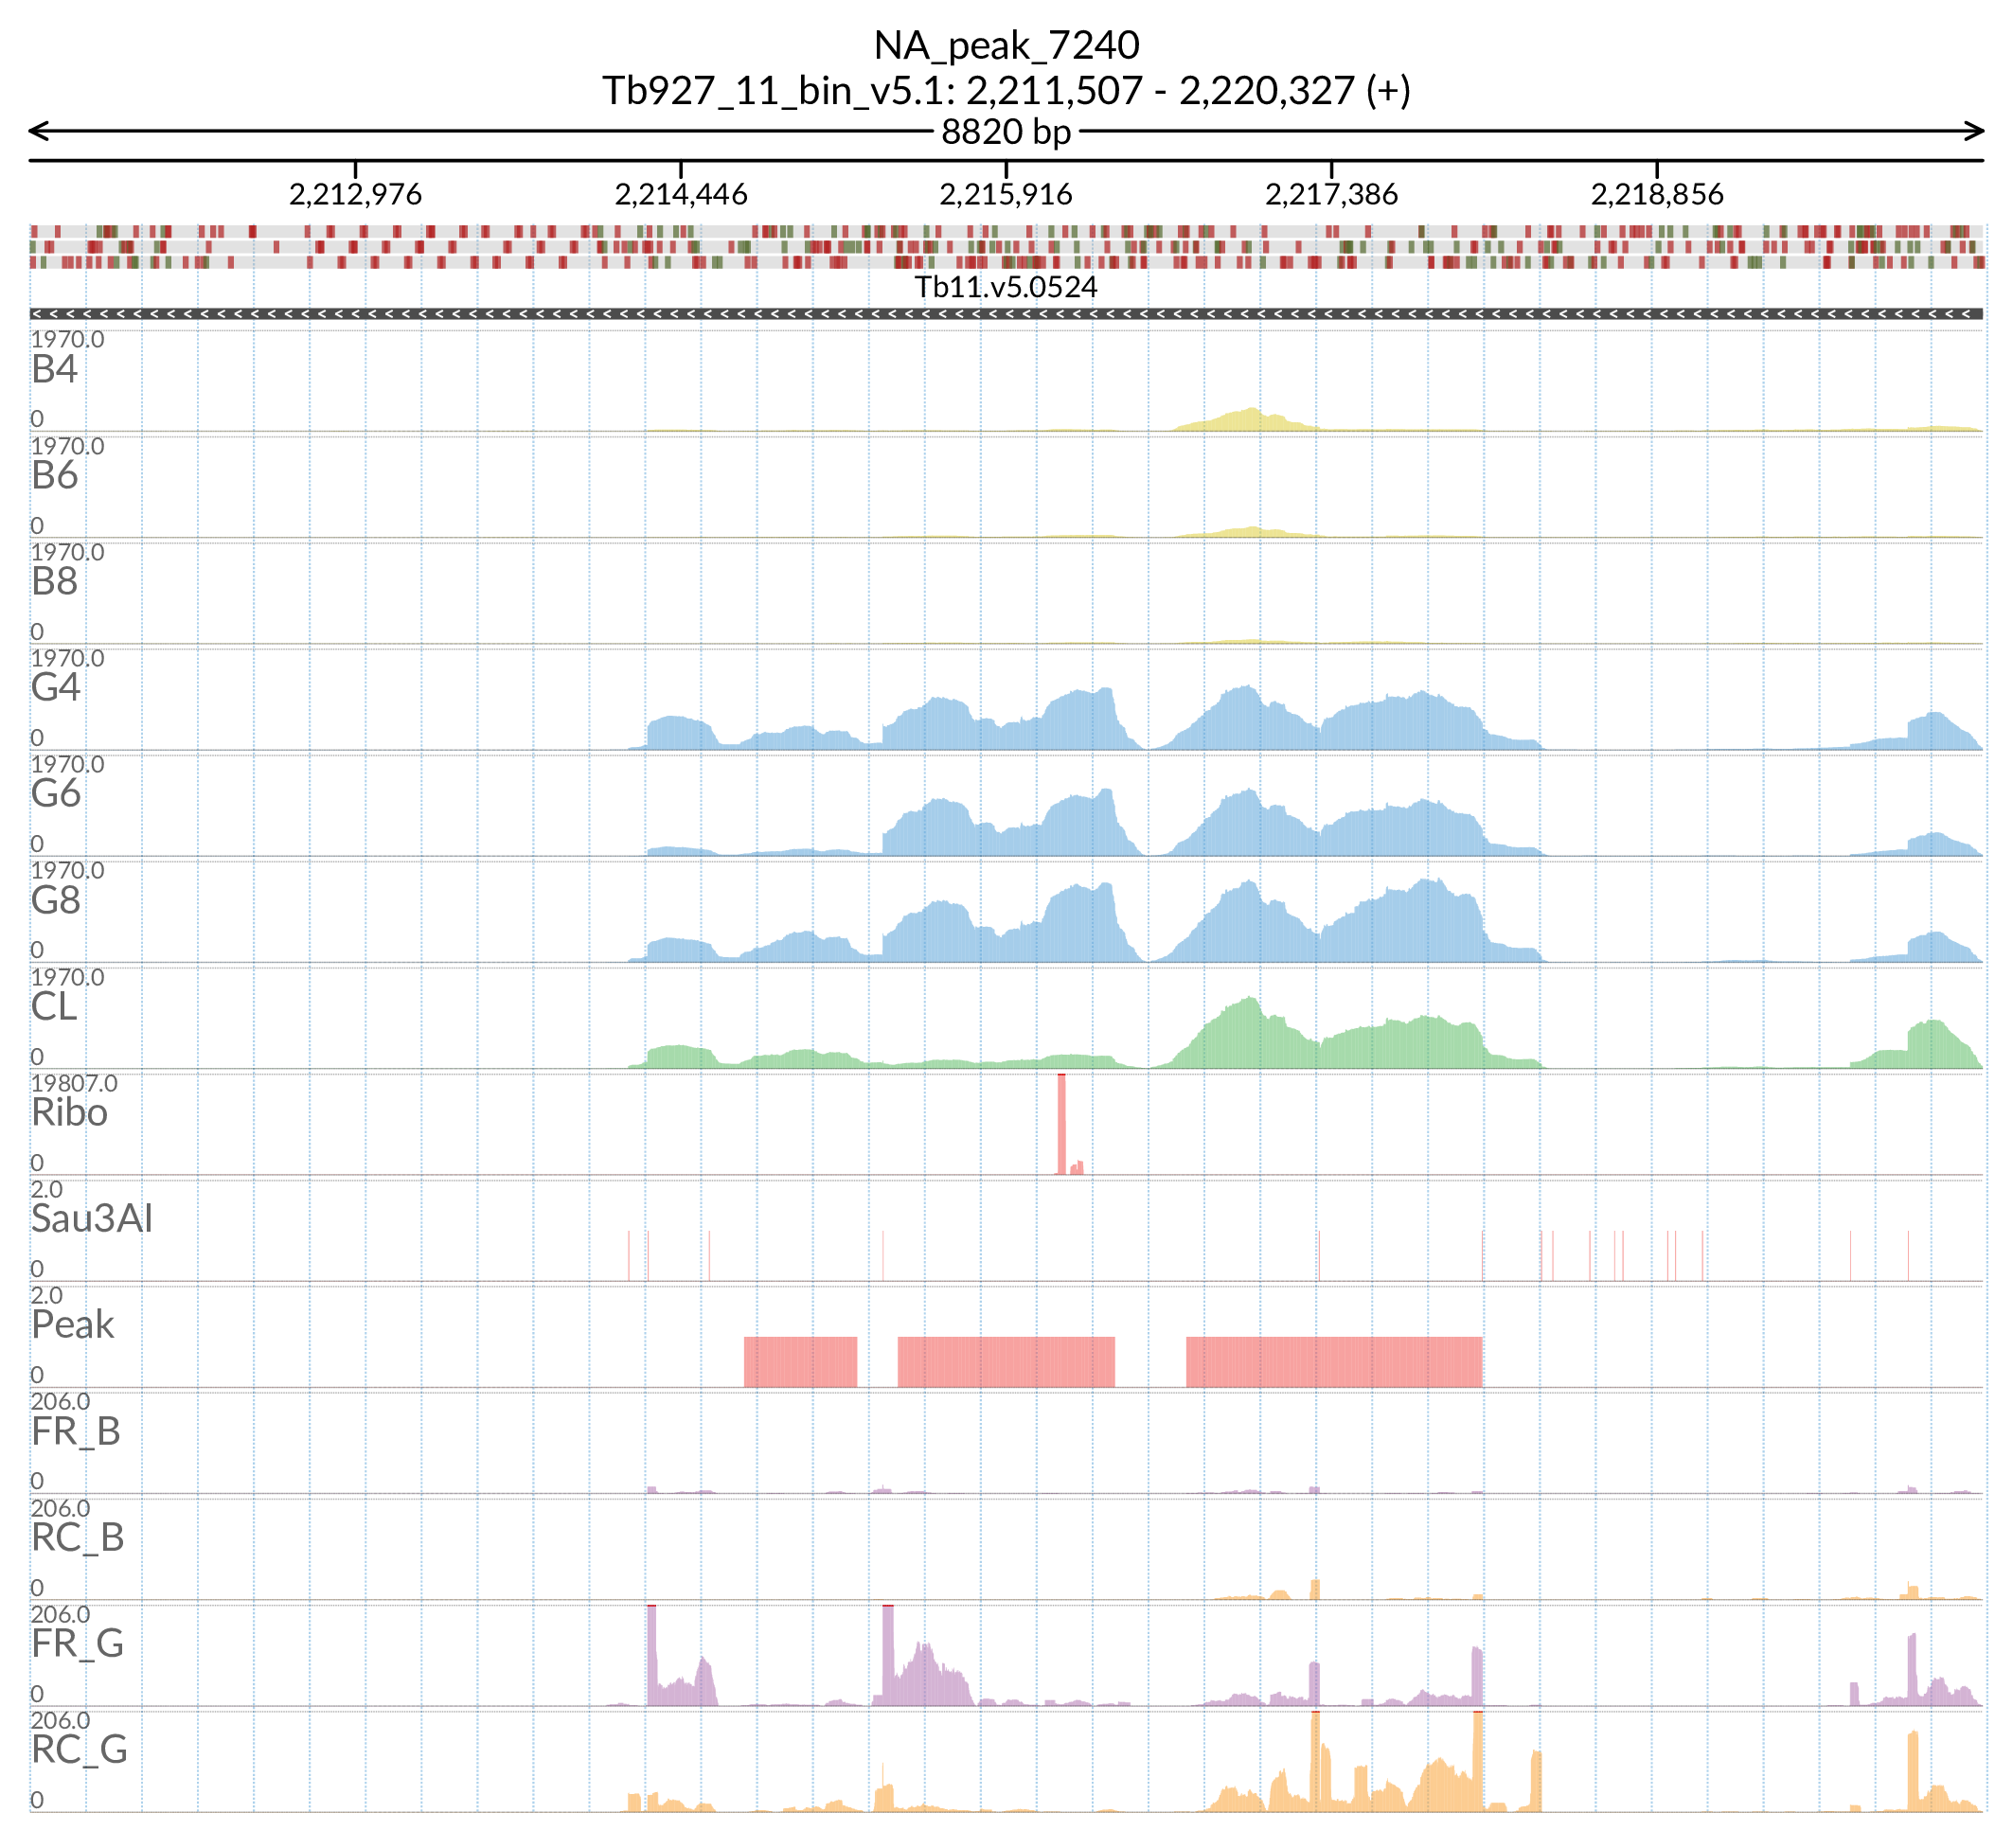 NA_peak_7240
Tb927_11_bin_v5.1: 2,211,507 - 2,220,327 (+)
8820 bp
2,212,976 2,214,446 2,215,916 2,217,386 2,218,856
Tb11.v5.0524
1970.0
B4
0
1970.0
B6
0
1970.0
B8
0
1970.0
G4
0
1970.0
G6
0
1970.0
G8
0
1970.0
CL
0
19807.0
Ribo
0
2.0
Sau3AI
0
2.0
Peak
0
206.0
FR_B
0
206.0
RC_B
0
206.0
FR_G
0
206.0
RC_G
0